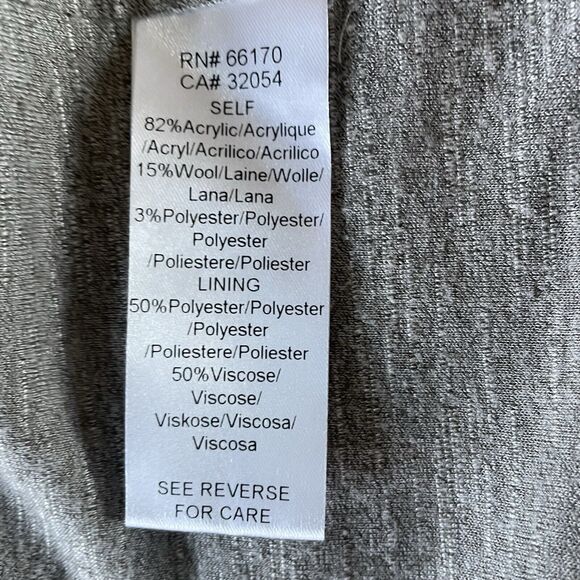 RN# 66170
CA# 32054
SELF
82%Acrylic/Acrylique
/Acryl/Acrilico/Acrilico
15%Wool/Laine/Wolle/
Lana/Lana
3%Polyester/Polyester/
Polyester
/Poliestere/Poliester
LINING
50%Polyester/Polyester
/Polyester
/Poliestere/Poliester
50%Viscose/
Viscose/
Viskose/Viscosa/
Viscosa
SEE REVERSE
FOR CARE